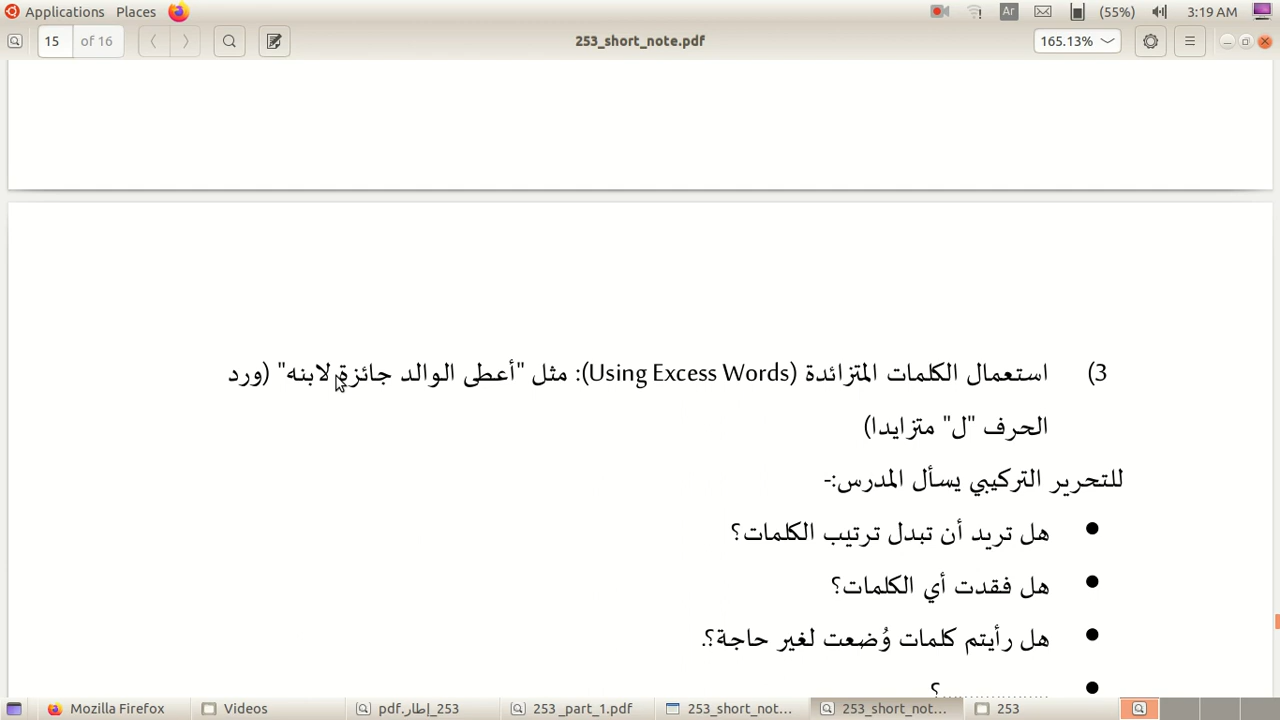 Applications Places Ar (55%) 3:19 AM
15 of 16 253_short_note.pdf 165.13%
3) استعمال الكلمات المتزائدة (Using Excess Words): مثل "أعطى الوالد جائزة لابنه" (ورد
الحرف "ل" متزايدا)
للتحرير التركيبي يسأل المدرس:-
● هل تريد أن تبدل ترتيب الكلمات؟
● هل فقدت أي الكلمات؟
● هل رأيتم كلمات وُضعت لغير حاجة؟.
● ..................؟
Mozilla Firefox Videos إطار_253.pdf 253 _part_1.pdf 253_short_not... 253_short_not... 253